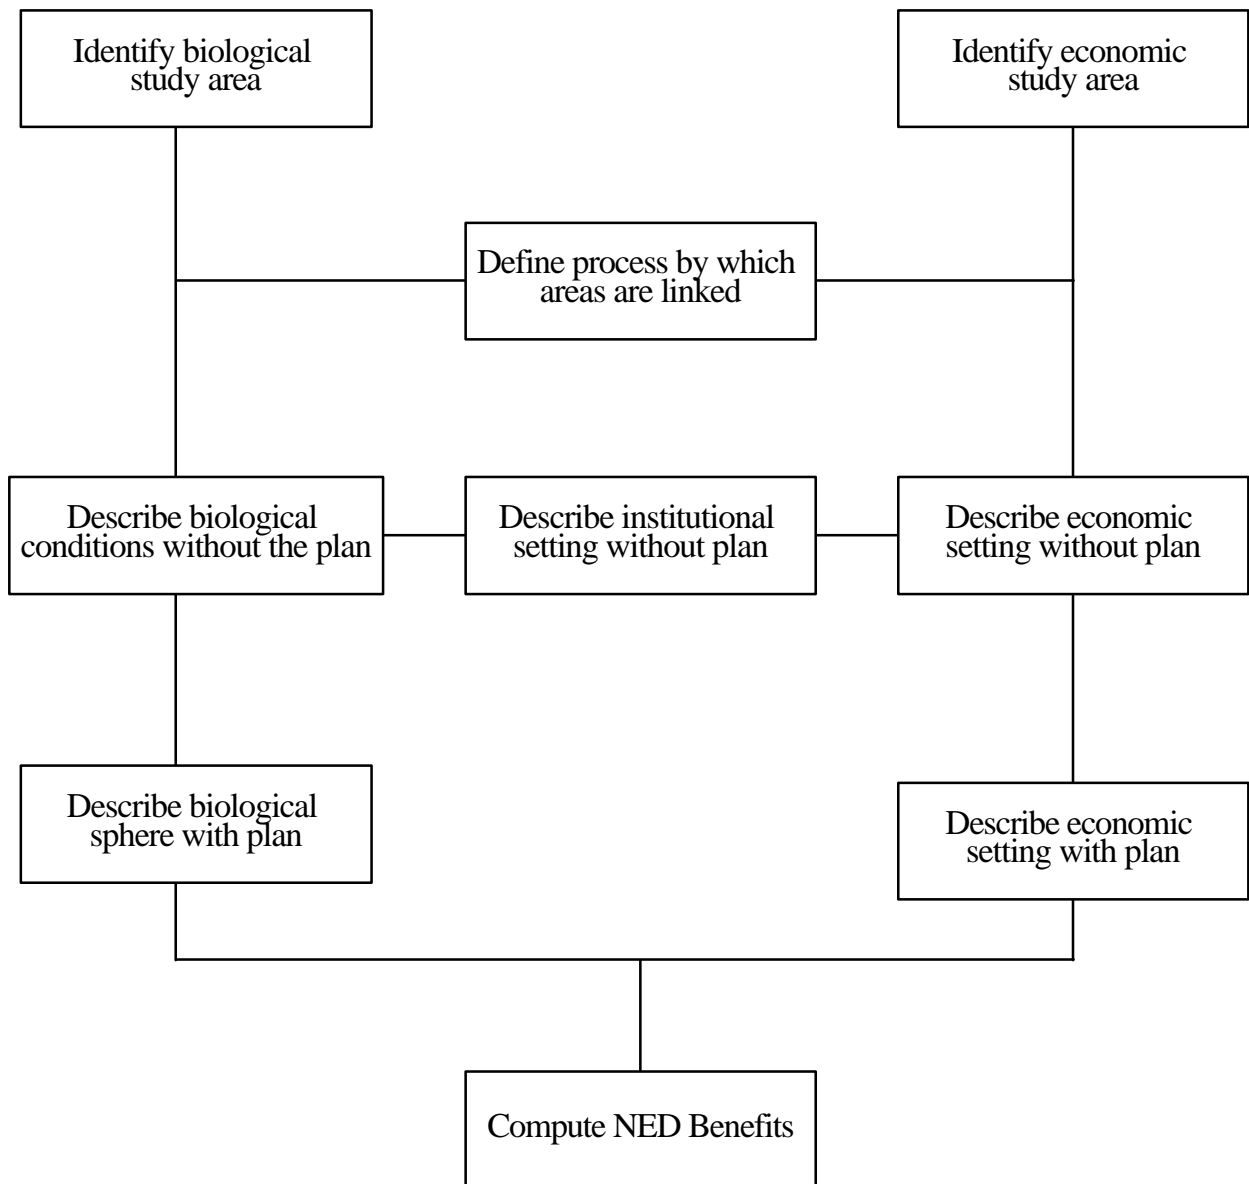 Identify biological
study area
Identify economic
study area
Define process by which
areas are linked
Describe biological
conditions without the plan
Describe institutional
setting without plan
Describe economic
setting without plan
Describe biological
sphere with plan
Describe economic
setting with plan
Compute NED Benefits